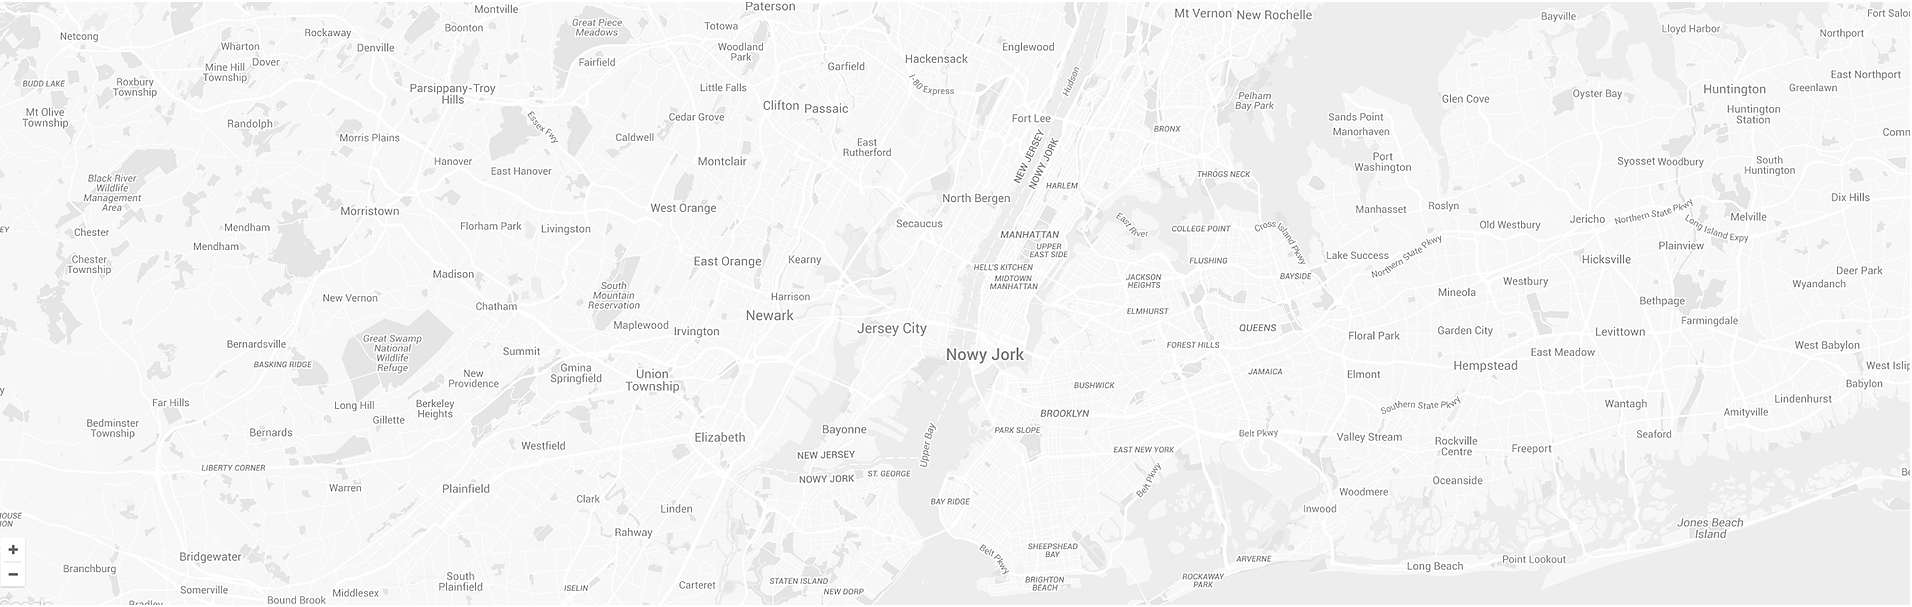 Montville
Paterson
Mt Vernon
New Rochelle
Bayville
Fort Salo
Netcong
Rockaway
Boonton
Great Piece
Meadows
Totowa
Lloyd Harbor
Northport
Wharton
Denville
Woodland
Park
Englewood
Hackensack
Dover
Mine Hill
Township
Fairfield
Garfield
Hudson
East Northport
BUDD LAKE
Roxbury
Township
Parsippany-Troy
Hills
Little Falls
I-80 Express
Pelham
Bay Park
Glen Cove
Oyster Bay
Huntington
Greenlawn
Clifton
Passaic
Mt Olive
Township
Cedar Grove
Fort Lee
Sands Point
Huntington
Station
Randolph
Morris Plains
Essex Fwy
Caldwell
BRONX
Manorhaven
Comm
East
Rutherford
NEW JERSEY
NOWY JORK
Hanover
East Hanover
Montclair
Port
Washington
Syosset
Woodbury
South
Huntington
Black River
Wildlife
Management
Area
THROGS NECK
HARLEM
North Bergen
Dix Hills
Morristown
West Orange
Manhasset
Roslyn
Northern State Pkwy
Jericho
Melville
EY
Chester
Mendham
Florham Park
Livingston
Secaucus
East River
COLLEGE POINT
Cross Island Pkwy
Old Westbury
Long Island Expy
Mendham
MANHATTAN
UPPER
EAST SIDE
Northern State Pkwy
Plainview
Chester
Township
East Orange
Kearny
HELL'S KITCHEN
FLUSHING
Lake Success
Hicksville
Madison
MIDTOWN
MANHATTAN
JACKSON
HEIGHTS
BAYSIDE
Deer Park
New Vernon
South
Mountain
Reservation
Harrison
Mineola
Westbury
Wyandanch
Chatham
Newark
ELMHURST
Bethpage
Maplewood
Irvington
Jersey City
QUEENS
Floral Park
Garden City
Levittown
Farmingdale
Bernardsville
Great Swamp
National
Wildlife
Refuge
Summit
Nowy Jork
FOREST HILLS
East Meadow
West Babylon
BASKING RIDGE
New
Providence
Gmina
Springfield
Union
Township
JAMAICA
Elmont
Hempstead
West Islip
BUSHWICK
Babylon
y
Far Hills
Long Hill
Berkeley
Heights
BROOKLYN
Southern State Pkwy
Wantagh
Lindenhurst
Bedminster
Township
Gillette
Amityville
Bernards
Westfield
Elizabeth
Bayonne
Upper Bay
PARK SLOPE
Belt Pkwy
Valley Stream
Rockville
Centre
Freeport
Seaford
LIBERTY CORNER
NEW JERSEY
NOWY JORK
ST. GEORGE
EAST NEW YORK
Belt Pkwy
Oceanside
Be
Warren
Plainfield
Clark
Linden
BAY RIDGE
Woodmere
Inwood
HOUSE
ION
Rahway
Jones Beach
Island
+
Bridgewater
Belt Pkwy
SHEEPSHEAD
BAY
ARVERNE
Point Lookout
Branchburg
Long Beach
−
South
Plainfield
ISELIN
Carteret
STATEN ISLAND
NEW DORP
BRIGHTON
BEACH
ROCKAWAY
PARK
Somerville
Middlesex
Bradley
Bound Brook